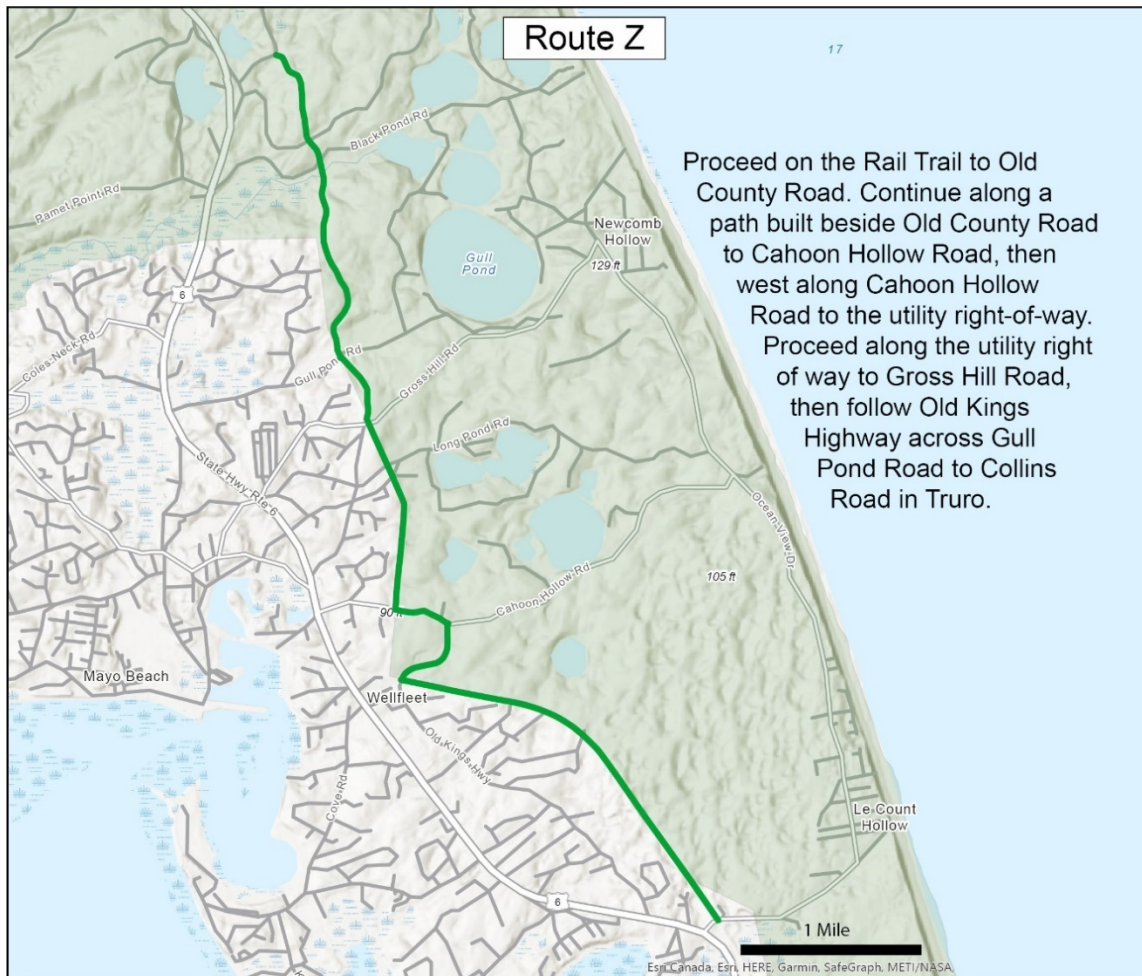 Route Z
17
Black Pond Rd
Pamet Point Rd
Proceed on the Rail Trail to Old
County Road. Continue along a
path built beside Old County Road
to Cahoon Hollow Road, then
west along Cahoon Hollow
Road to the utility right-of-way.
Proceed along the utility right
of way to Gross Hill Road,
then follow Old Kings
Highway across Gull
Pond Road to Collins
Road in Truro.
Newcomb
Hollow
129 ft
Gull
Pond
6
Coles Neck Rd
Gull Pond Rd
Gross Hill Rd
Long Pond Rd
State Hwy Rte 6
Ocean View Dr
105 ft
Cahoon Hollow Rd
90 ft
Mayo Beach
Wellfleet
Old Kings Hwy
Cove Rd
Le Count
Hollow
6
1 Mile
Esri Canada, Esri, HERE, Garmin, SafeGraph, METI/NASA,